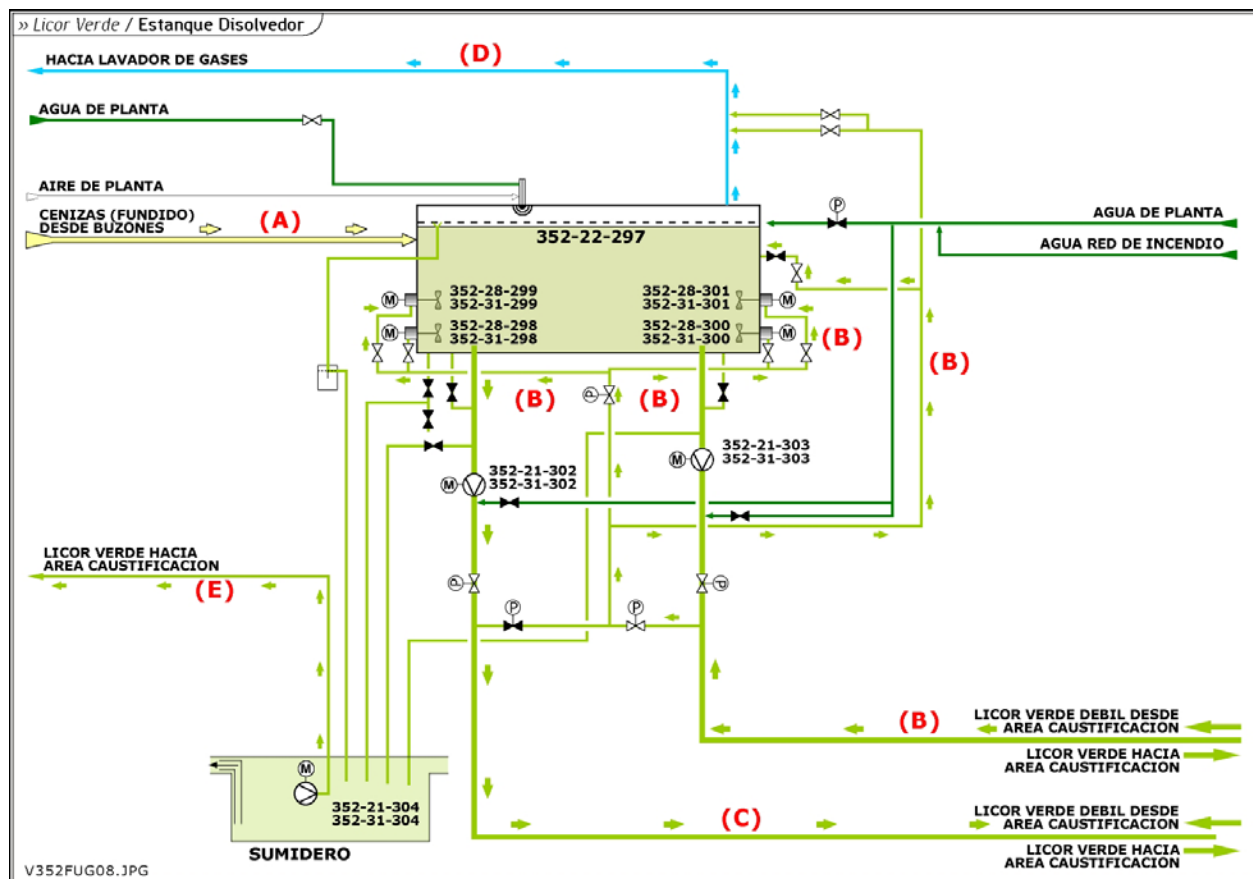 » Licor Verde / Estanque Disolvedor
HACIA LAVADOR DE GASES
(D)
AGUA DE PLANTA
AIRE DE PLANTA
CENIZAS (FUNDIDO)
DESDE BUZONES
(A)
P
AGUA DE PLANTA
AGUA RED DE INCENDIO
352-22-297
352-28-299
352-31-299
M
352-28-301
352-31-301
M
352-28-298
352-31-298
M
352-28-300
352-31-300
M
(B)
(B)
(B)
(B)
P
352-21-303
352-31-303
M
352-21-302
352-31-302
M
LICOR VERDE HACIA
AREA CAUSTIFICACION
(E)
P
P
P
P
(B)
LICOR VERDE DEBIL DESDE
AREA CAUSTIFICACION
LICOR VERDE HACIA
AREA CAUSTIFICACION
M
352-21-304
352-31-304
SUMIDERO
(C)
LICOR VERDE DEBIL DESDE
AREA CAUSTIFICACION
LICOR VERDE HACIA
AREA CAUSTIFICACION
V352FUG08.JPG